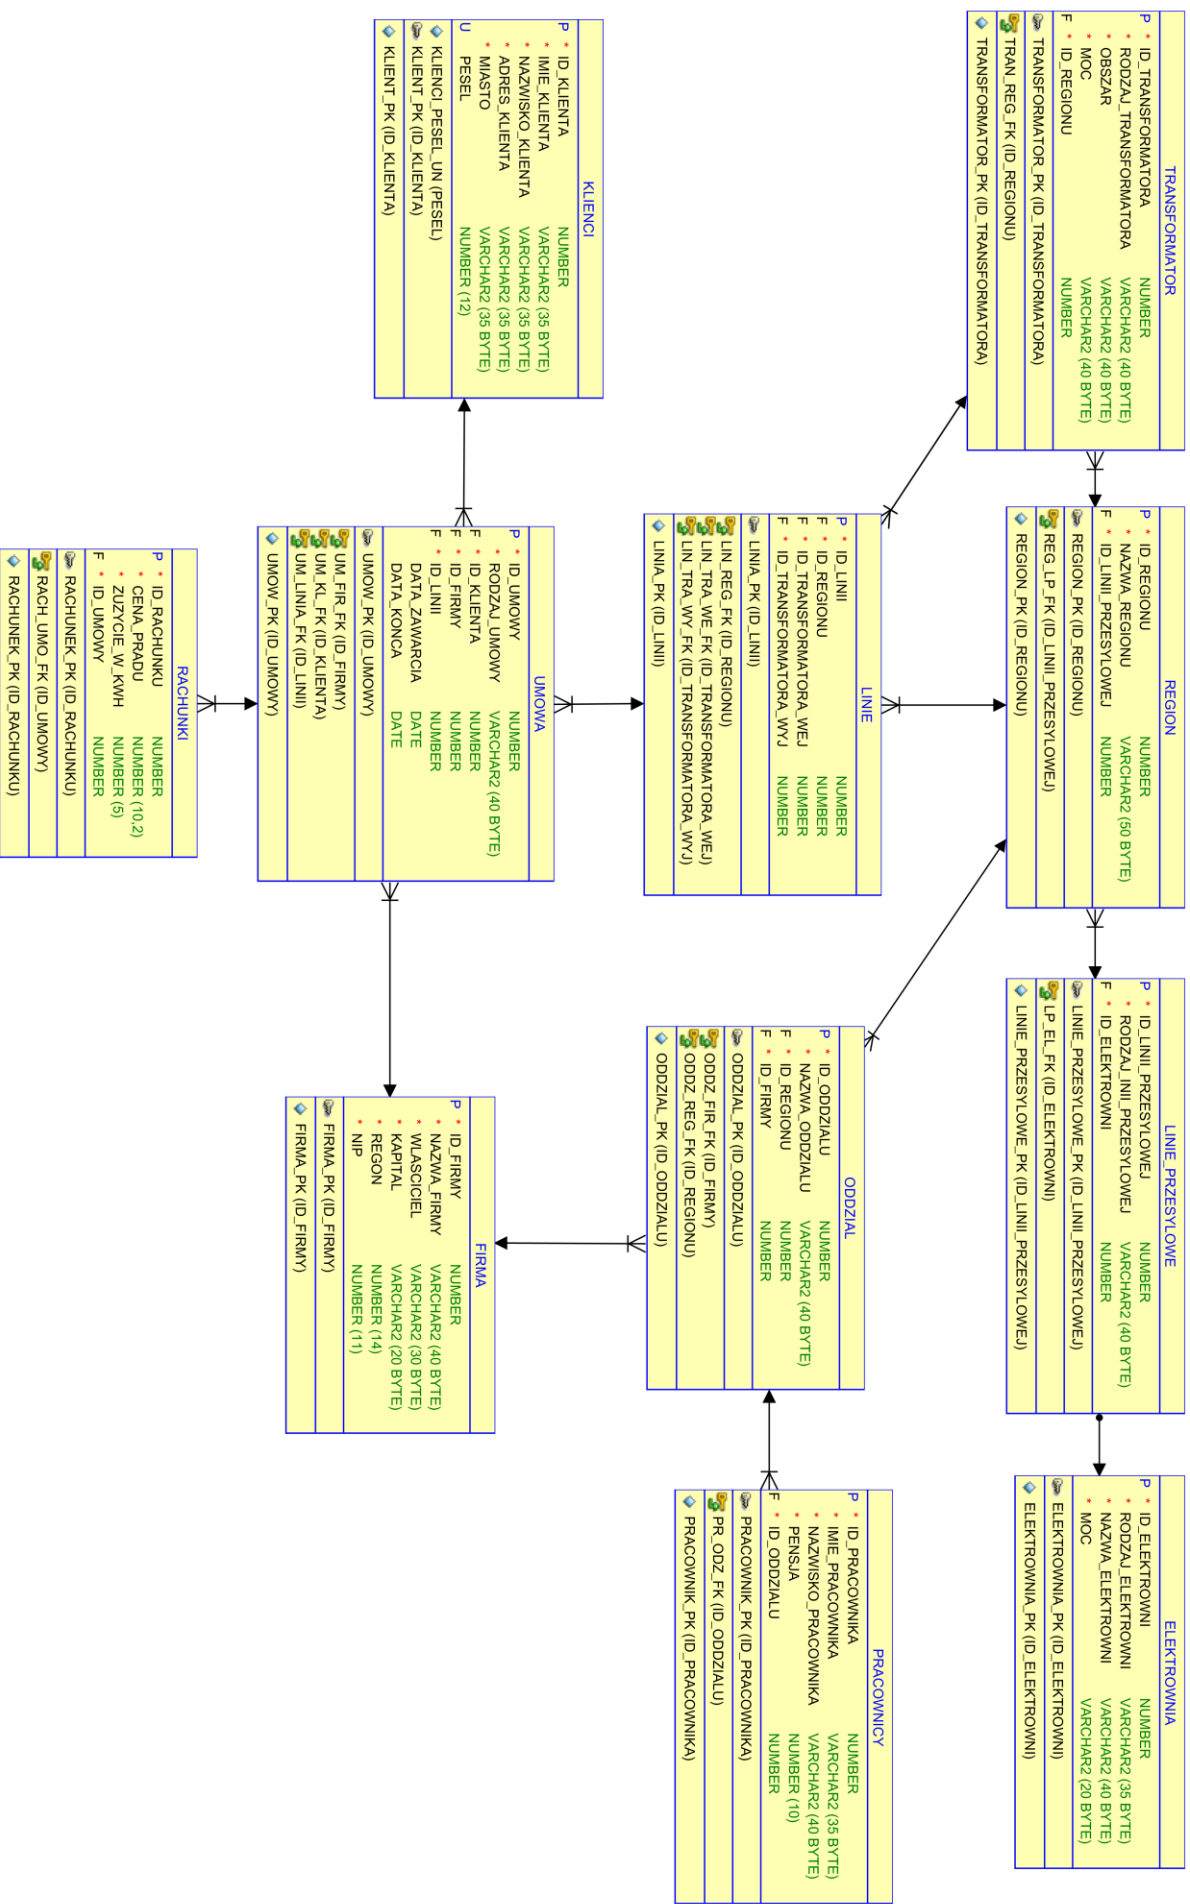 TRANSFORMATOR
P * ID_TRANSFORMATORA NUMBER
* RODZAJ_TRANSFORMATORA VARCHAR2 (40 BYTE)
* OBSZAR VARCHAR2 (40 BYTE)
* MOC VARCHAR2 (40 BYTE)
F * ID_REGIONU NUMBER
TRANSFORMATOR_PK (ID_TRANSFORMATORA)
TRAN_REG_FK (ID_REGIONU)
TRANSFORMATOR_PK (ID_TRANSFORMATORA)
REGION
P * ID_REGIONU NUMBER
* NAZWA_REGIONU VARCHAR2 (50 BYTE)
F * ID_LINII_PRZESYLOWEJ NUMBER
REGION_PK (ID_REGIONU)
REG_LP_FK (ID_LINII_PRZESYLOWEJ)
REGION_PK (ID_REGIONU)
LINIE_PRZESYLOWE
P * ID_LINII_PRZESYLOWEJ NUMBER
* RODZAJ_INII_PRZESYLOWEJ VARCHAR2 (40 BYTE)
F * ID_ELEKTROWNI NUMBER
LINIE_PRZESYLOWE_PK (ID_LINII_PRZESYLOWEJ)
LP_EL_FK (ID_ELEKTROWNI)
LINIE_PRZESYLOWE_PK (ID_LINII_PRZESYLOWEJ)
ELEKTROWNIA
P * ID_ELEKTROWNI NUMBER
* RODZAJ_ELEKTROWNI VARCHAR2 (35 BYTE)
* NAZWA_ELEKTROWNI VARCHAR2 (40 BYTE)
* MOC VARCHAR2 (20 BYTE)
ELEKTROWNIA_PK (ID_ELEKTROWNI)
ELEKTROWNIA_PK (ID_ELEKTROWNI)
LINIE
P * ID_LINII NUMBER
F * ID_REGIONU NUMBER
F * ID_TRANSFORMATORA_WEJ NUMBER
F * ID_TRANSFORMATORA_WYJ NUMBER
LINIA_PK (ID_LINII)
LIN_REG_FK (ID_REGIONU)
LIN_TRA_WE_FK (ID_TRANSFORMATORA_WEJ)
LIN_TRA_WY_FK (ID_TRANSFORMATORA_WYJ)
LINIA_PK (ID_LINII)
ODDZIAL
P * ID_ODDZIALU NUMBER
* NAZWA_ODDZIALU VARCHAR2 (40 BYTE)
F * ID_REGIONU NUMBER
F * ID_FIRMY NUMBER
ODDZIAL_PK (ID_ODDZIALU)
ODDZ_FIR_FK (ID_FIRMY)
ODDZ_REG_FK (ID_REGIONU)
ODDZIAL_PK (ID_ODDZIALU)
PRACOWNICY
P * ID_PRACOWNIKA NUMBER
* IMIE_PRACOWNIKA VARCHAR2 (35 BYTE)
* NAZWISKO_PRACOWNIKA VARCHAR2 (40 BYTE)
* PENSJA NUMBER (10)
F * ID_ODDZIALU NUMBER
PRACOWNIK_PK (ID_PRACOWNIKA)
PR_ODZ_FK (ID_ODDZIALU)
PRACOWNIK_PK (ID_PRACOWNIKA)
KLIENCI
P * ID_KLIENTA NUMBER
* IMIE_KLIENTA VARCHAR2 (35 BYTE)
* NAZWISKO_KLIENTA VARCHAR2 (35 BYTE)
* ADRES_KLIENTA VARCHAR2 (35 BYTE)
* MIASTO VARCHAR2 (35 BYTE)
U PESEL NUMBER (12)
KLIENCI_PESEL_UN (PESEL)
KLIENT_PK (ID_KLIENTA)
KLIENT_PK (ID_KLIENTA)
UMOWA
P * ID_UMOWY NUMBER
* RODZAJ_UMOWY VARCHAR2 (40 BYTE)
F * ID_KLIENTA NUMBER
F * ID_FIRMY NUMBER
F * ID_LINII NUMBER
DATA_ZAWARCIA DATE
DATA_KONCA DATE
UMOW_PK (ID_UMOWY)
UM_FIR_FK (ID_FIRMY)
UM_KL_FK (ID_KLIENTA)
UM_LINIA_FK (ID_LINII)
UMOW_PK (ID_UMOWY)
FIRMA
P * ID_FIRMY NUMBER
* NAZWA_FIRMY VARCHAR2 (40 BYTE)
* WLASCICIEL VARCHAR2 (30 BYTE)
* KAPITAL VARCHAR2 (20 BYTE)
* REGON NUMBER (14)
* NIP NUMBER (11)
FIRMA_PK (ID_FIRMY)
FIRMA_PK (ID_FIRMY)
RACHUNKI
P * ID_RACHUNKU NUMBER
* CENA_PRADU NUMBER (10,2)
* ZUZYCIE_W_KWH NUMBER (5)
F * ID_UMOWY NUMBER
RACHUNEK_PK (ID_RACHUNKU)
RACH_UMO_FK (ID_UMOWY)
RACHUNEK_PK (ID_RACHUNKU)